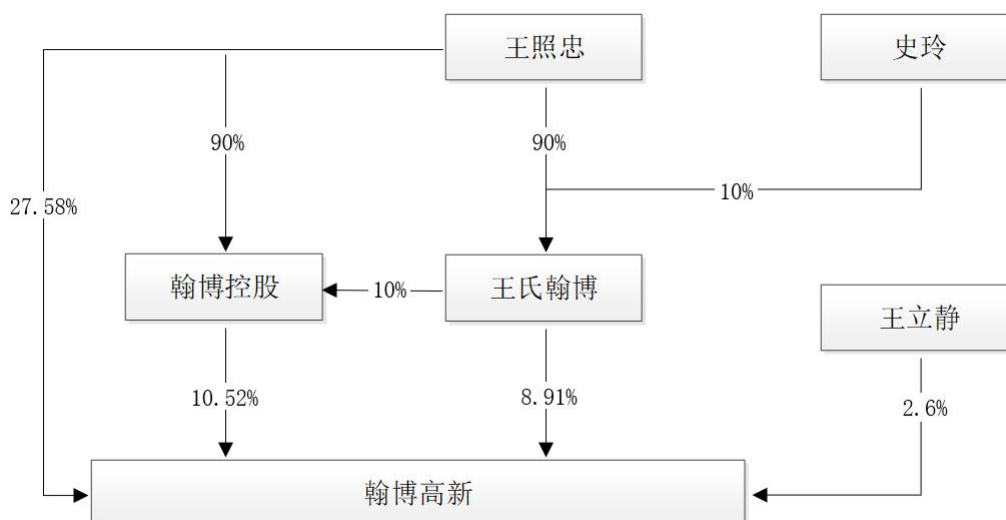 王照忠
史玲
90%
90%
10%
27.58%
翰博控股
10%
王氏翰博
王立静
10.52%
8.91%
2.6%
翰博高新